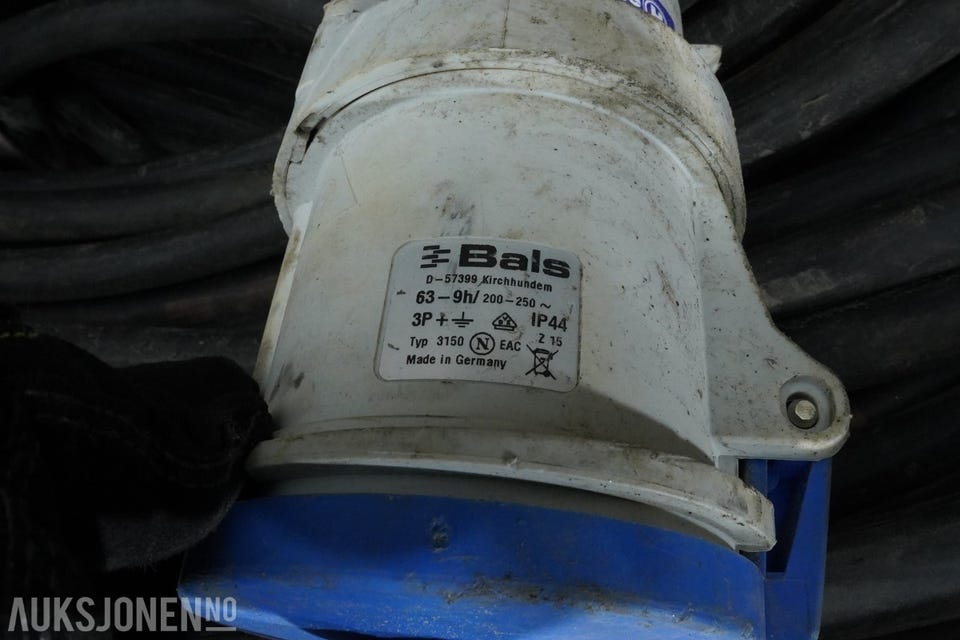 Bals
D-57399 Kirchhundem
63-9h/ 200-250 ~
3P+⏚ IP44
Typ 3150 N EAC Z 15
Made in Germany
AUKSJONEN.NO